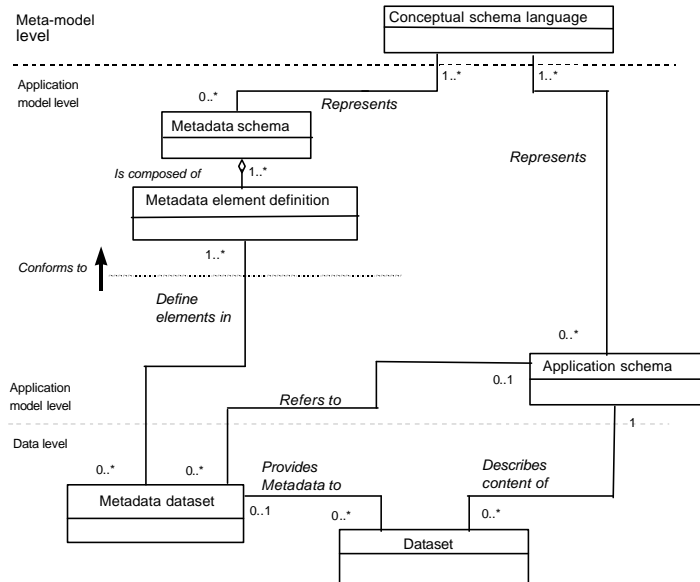 Meta-model
level
Conceptual schema language
Application
model level
1..*
1..*
0..*
Represents
Metadata schema
Represents
Is composed of
1..*
Metadata element definition
1..*
Conforms to
Define
elements in
0..*
Application schema
0..1
Application
model level
Refers to
1
Data level
0..*
0..*
Provides
Metadata to
Describes
content of
Metadata dataset
0..1
0..*
0..*
Dataset